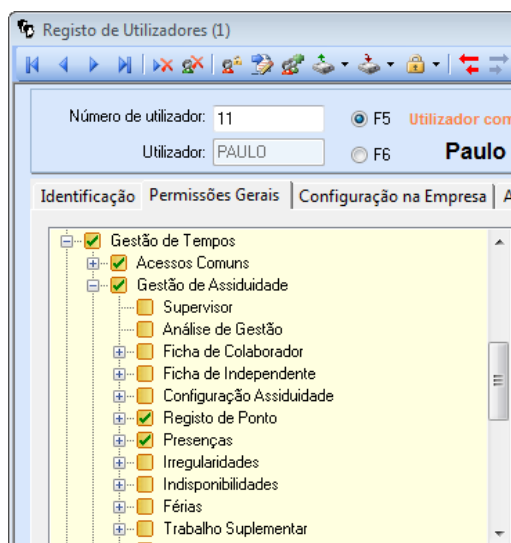 Registo de Utilizadores (1)
Número de utilizador: 11 F5 Utilizador com
Utilizador: PAULO F6 Paulo
Identificação Permissões Gerais Configuração na Empresa A
Gestão de Tempos
Acessos Comuns
Gestão de Assiduidade
Supervisor
Análise de Gestão
Ficha de Colaborador
Ficha de Independente
Configuração Assiduidade
Registo de Ponto
Presenças
Irregularidades
Indisponibilidades
Férias
Trabalho Suplementar